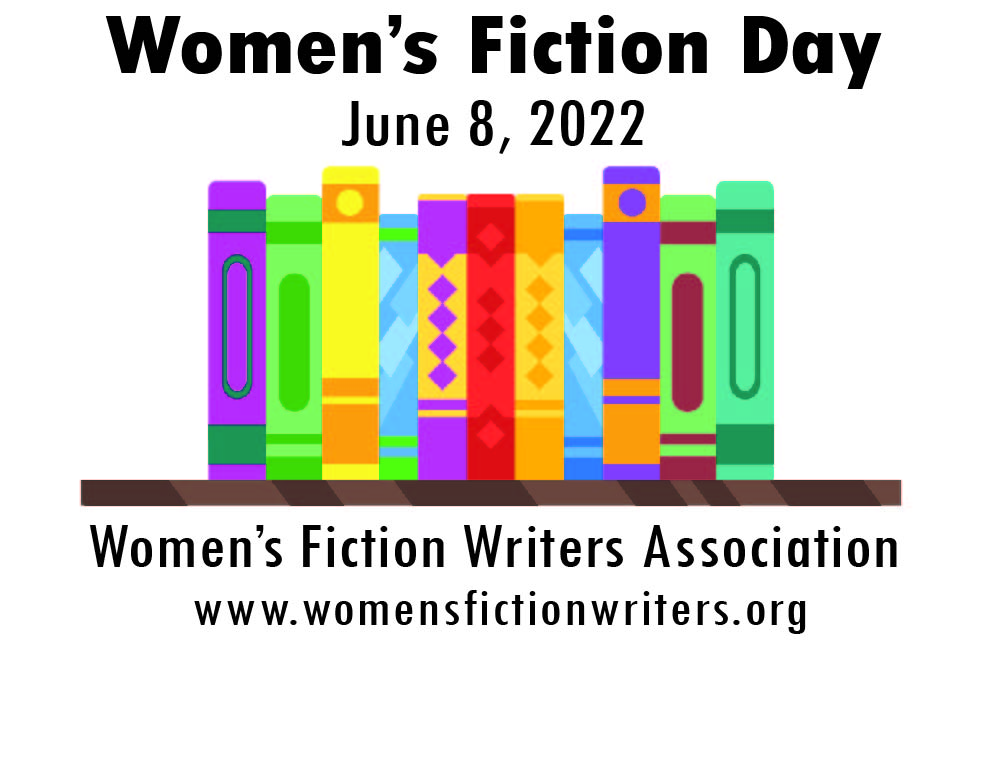 Women’s Fiction Day
June 8, 2022
Women’s Fiction Writers Association
www.womensfictionwriters.org